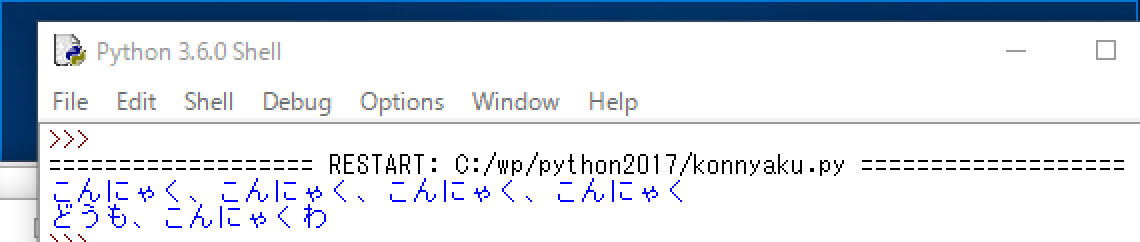 Python 3.6.0 Shell
File Edit Shell Debug Options Window Help
>>>
=================== RESTART: C:/wp/python2017/konnyaku.py ===================
こんにゃく、こんにゃく、こんにゃく、こんにゃく
どうも、こんにゃくわ
>>>